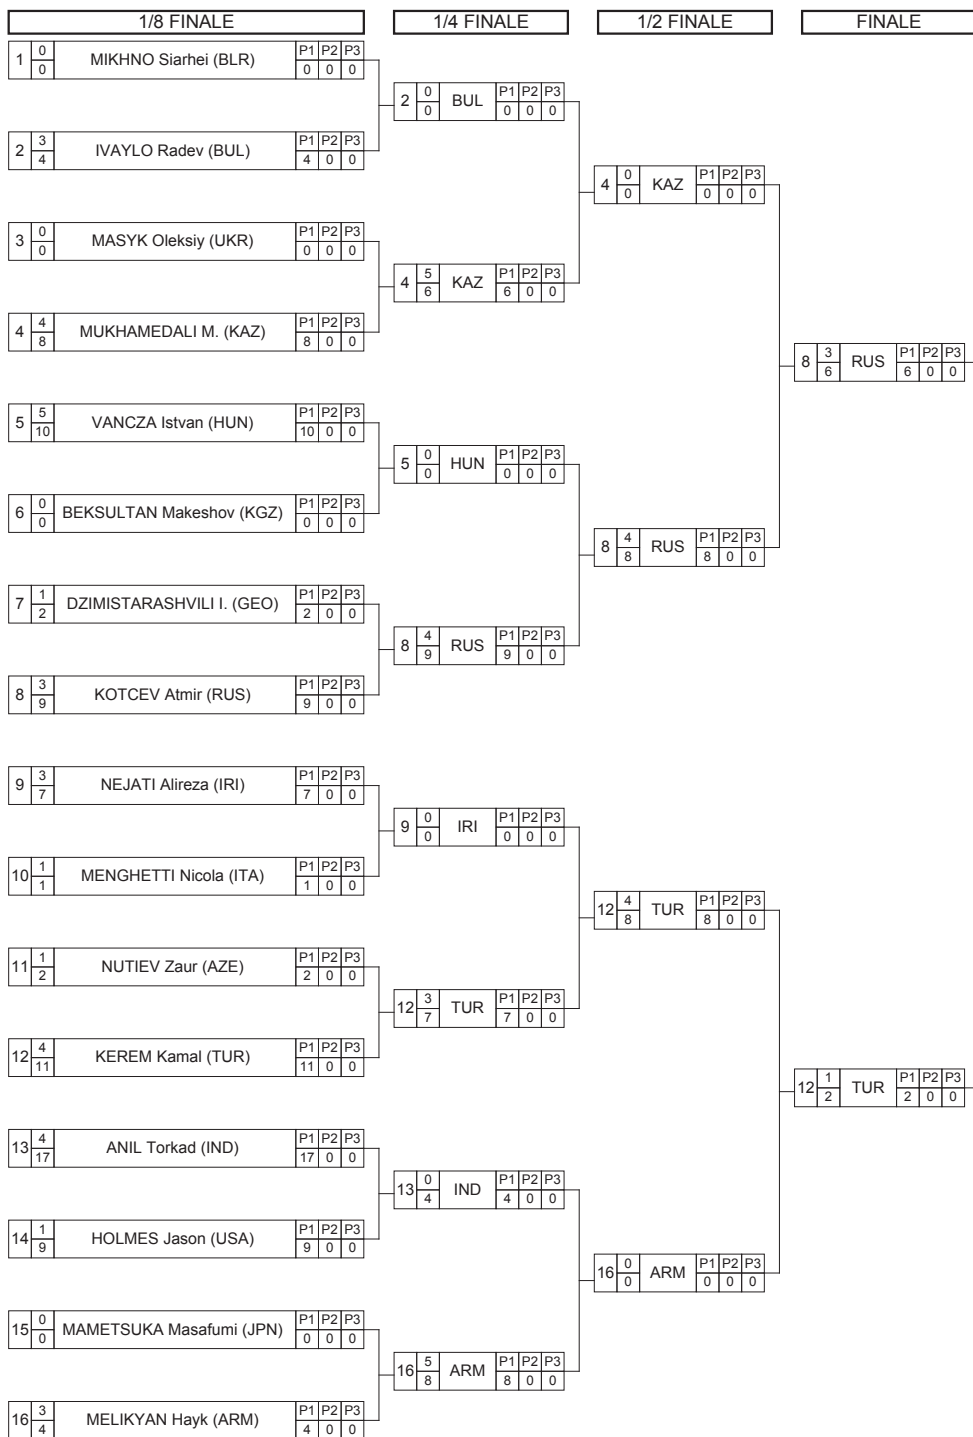 1/8 FINALE 1/4 FINALE 1/2 FINALE FINALE
1 0 0 MIKHNO Siarhei (BLR) P1 P2 P3 0 0 0
2 0 0 BUL P1 P2 P3 0 0 0
2 3 4 IVAYLO Radev (BUL) P1 P2 P3 4 0 0
4 0 0 KAZ P1 P2 P3 0 0 0
3 0 0 MASYK Oleksiy (UKR) P1 P2 P3 0 0 0
4 5 6 KAZ P1 P2 P3 6 0 0
4 4 8 MUKHAMEDALI M. (KAZ) P1 P2 P3 8 0 0
8 3 6 RUS P1 P2 P3 6 0 0
5 5 10 VANCZA Istvan (HUN) P1 P2 P3 10 0 0
5 0 0 HUN P1 P2 P3 0 0 0
6 0 0 BEKSULTAN Makeshov (KGZ) P1 P2 P3 0 0 0
8 4 8 RUS P1 P2 P3 8 0 0
7 1 2 DZIMISTARASHVILI I. (GEO) P1 P2 P3 2 0 0
8 4 9 RUS P1 P2 P3 9 0 0
8 3 9 KOTCEV Atmir (RUS) P1 P2 P3 9 0 0
9 3 7 NEJATI Alireza (IRI) P1 P2 P3 7 0 0
9 0 0 IRI P1 P2 P3 0 0 0
10 1 1 MENGHETTI Nicola (ITA) P1 P2 P3 1 0 0
12 4 8 TUR P1 P2 P3 8 0 0
11 1 2 NUTIEV Zaur (AZE) P1 P2 P3 2 0 0
12 3 7 TUR P1 P2 P3 7 0 0
12 4 11 KEREM Kamal (TUR) P1 P2 P3 11 0 0
12 1 2 TUR P1 P2 P3 2 0 0
13 4 17 ANIL Torkad (IND) P1 P2 P3 17 0 0
13 0 4 IND P1 P2 P3 4 0 0
14 1 9 HOLMES Jason (USA) P1 P2 P3 9 0 0
16 0 0 ARM P1 P2 P3 0 0 0
15 0 0 MAMETSUKA Masafumi (JPN) P1 P2 P3 0 0 0
16 5 8 ARM P1 P2 P3 8 0 0
16 3 4 MELIKYAN Hayk (ARM) P1 P2 P3 4 0 0